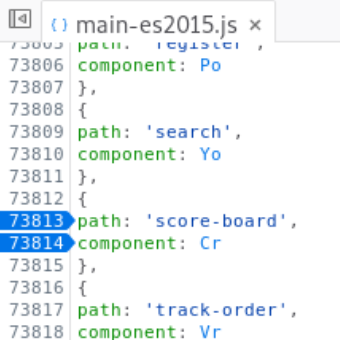 main-es2015.js ×
73805 path: 'register',
73806 component: Po
73807 },
73808 {
73809 path: 'search',
73810 component: Yo
73811 },
73812 {
73813 path: 'score-board',
73814 component: Cr
73815 },
73816 {
73817 path: 'track-order',
73818 component: Vr